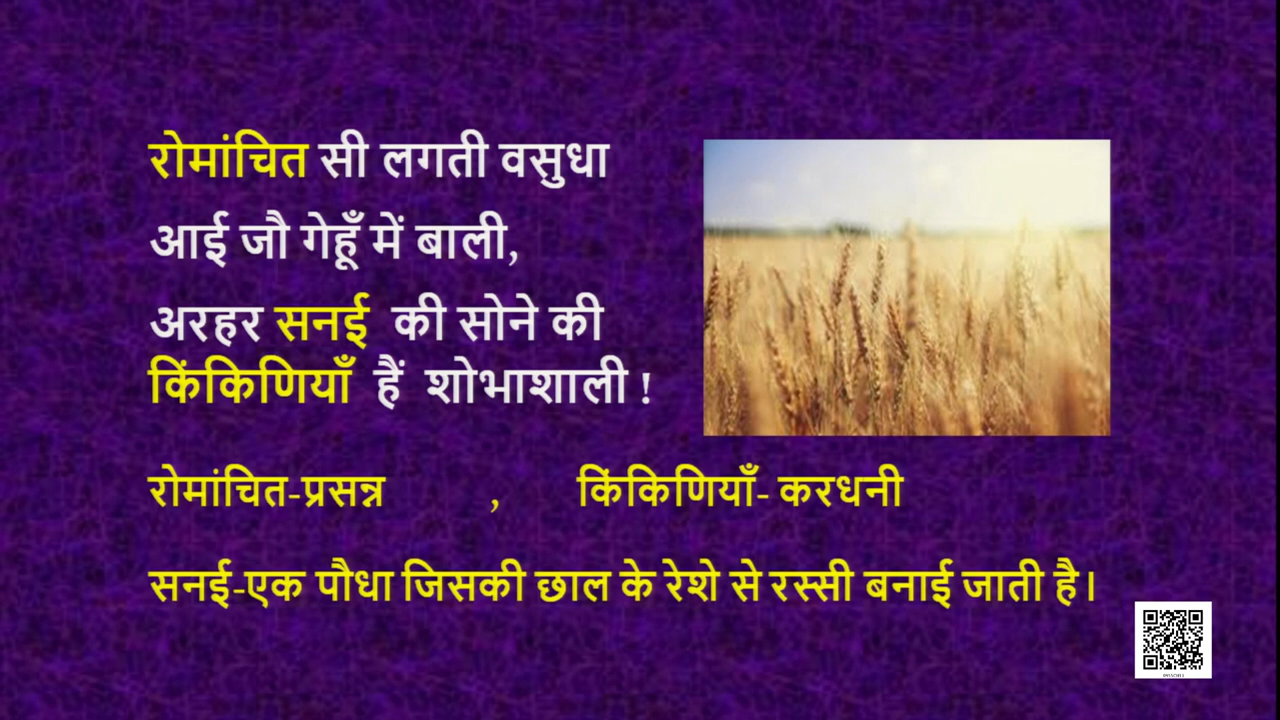 रोमांचित सी लगती वसुधा
आई जौ गेहूँ में बाली,
अरहर सनई की सोने की
किंकिणियाँ हैं शोभाशाली !
रोमांचित-प्रसन्न , किंकिणियाँ- करधनी
सनई-एक पौधा जिसकी छाल के रेशे से रस्सी बनाई जाती है।